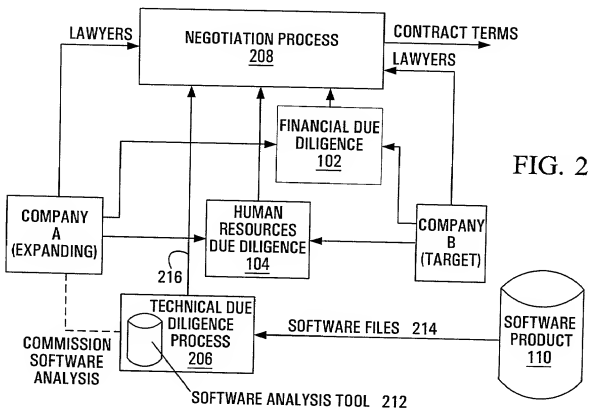 LAWYERS
NEGOTIATION PROCESS
208
CONTRACT TERMS
LAWYERS
FINANCIAL DUE
DILIGENCE
102
FIG. 2
COMPANY
A
(EXPANDING)
HUMAN
RESOURCES
DUE DILIGENCE
104
COMPANY
B
(TARGET)
216
TECHNICAL DUE
DILIGENCE
PROCESS
206
SOFTWARE FILES 214
SOFTWARE
PRODUCT
110
COMMISSION
SOFTWARE
ANALYSIS
SOFTWARE ANALYSIS TOOL 212